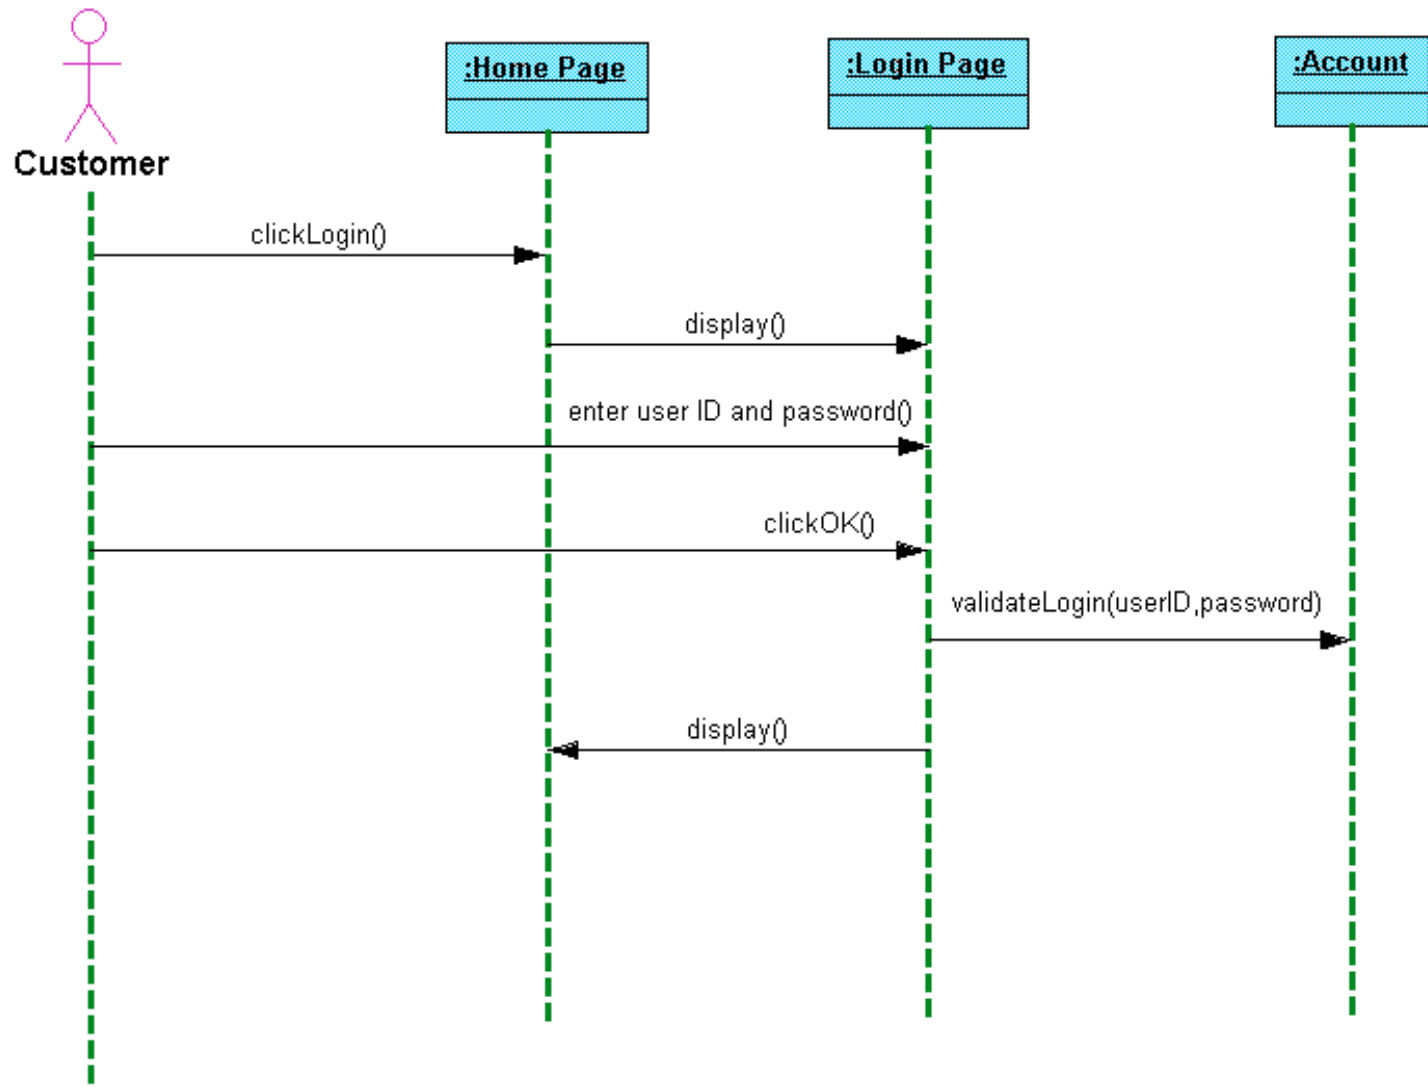 :Home Page
:Login Page
:Account
Customer
clickLogin()
display()
enter user ID and password()
clickOK()
validateLogin(userID,password)
display()